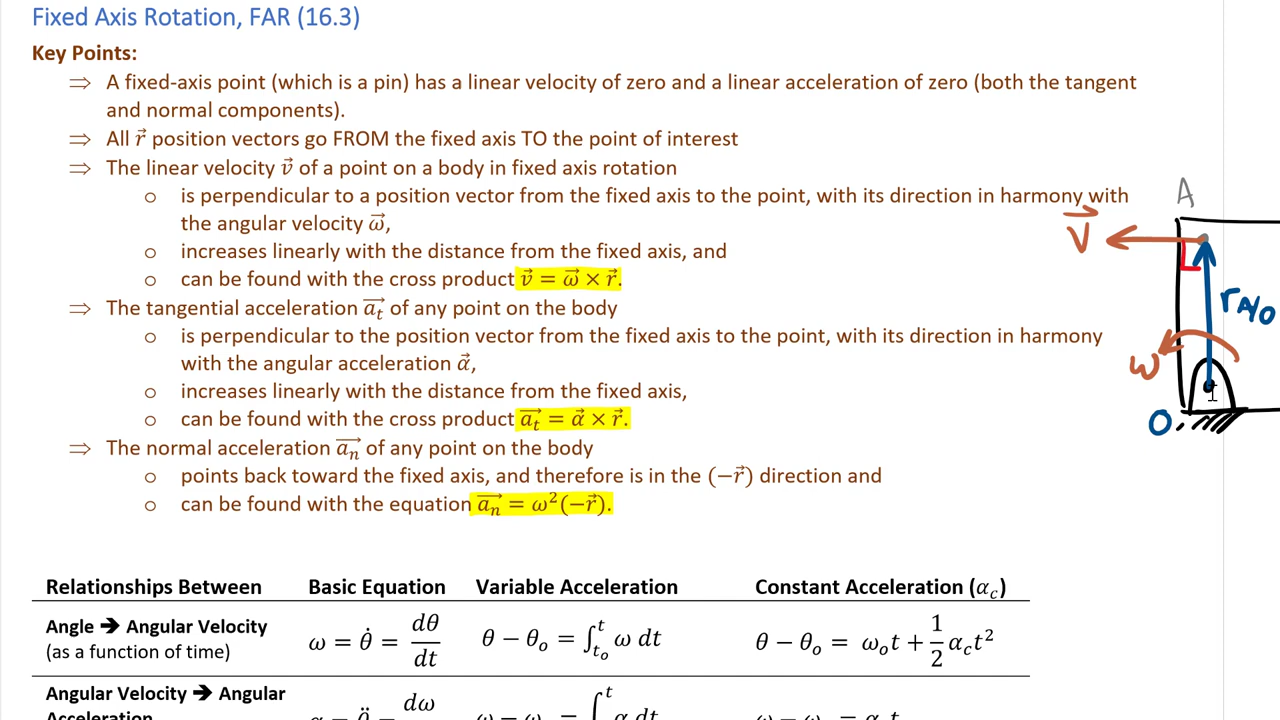 Fixed Axis Rotation, FAR (16.3)
Key Points:
⇒ A fixed-axis point (which is a pin) has a linear velocity of zero and a linear acceleration of zero (both the tangent
and normal components).
⇒ All r⃗ position vectors go FROM the fixed axis TO the point of interest
⇒ The linear velocity v⃗ of a point on a body in fixed axis rotation
o is perpendicular to a position vector from the fixed axis to the point, with its direction in harmony with
the angular velocity ω⃗,
o increases linearly with the distance from the fixed axis, and
o can be found with the cross product v⃗ = ω⃗ × r⃗.
⇒ The tangential acceleration a⃗ₜ of any point on the body
o is perpendicular to the position vector from the fixed axis to the point, with its direction in harmony
with the angular acceleration α⃗,
o increases linearly with the distance from the fixed axis,
o can be found with the cross product a⃗ₜ = α⃗ × r⃗.
⇒ The normal acceleration a⃗ₙ of any point on the body
o points back toward the fixed axis, and therefore is in the (−r⃗) direction and
o can be found with the equation a⃗ₙ = ω²(−r⃗).
A
V⃗
r A/O
ω
O
Relationships Between Basic Equation Variable Acceleration Constant Acceleration (α_c)
Angle ➔ Angular Velocity
(as a function of time) ω = θ̇ = dθ/dt θ − θₒ = ∫_{tₒ}^{t} ω dt θ − θₒ = ωₒt + 1/2 α_c t²
Angular Velocity ➔ Angular